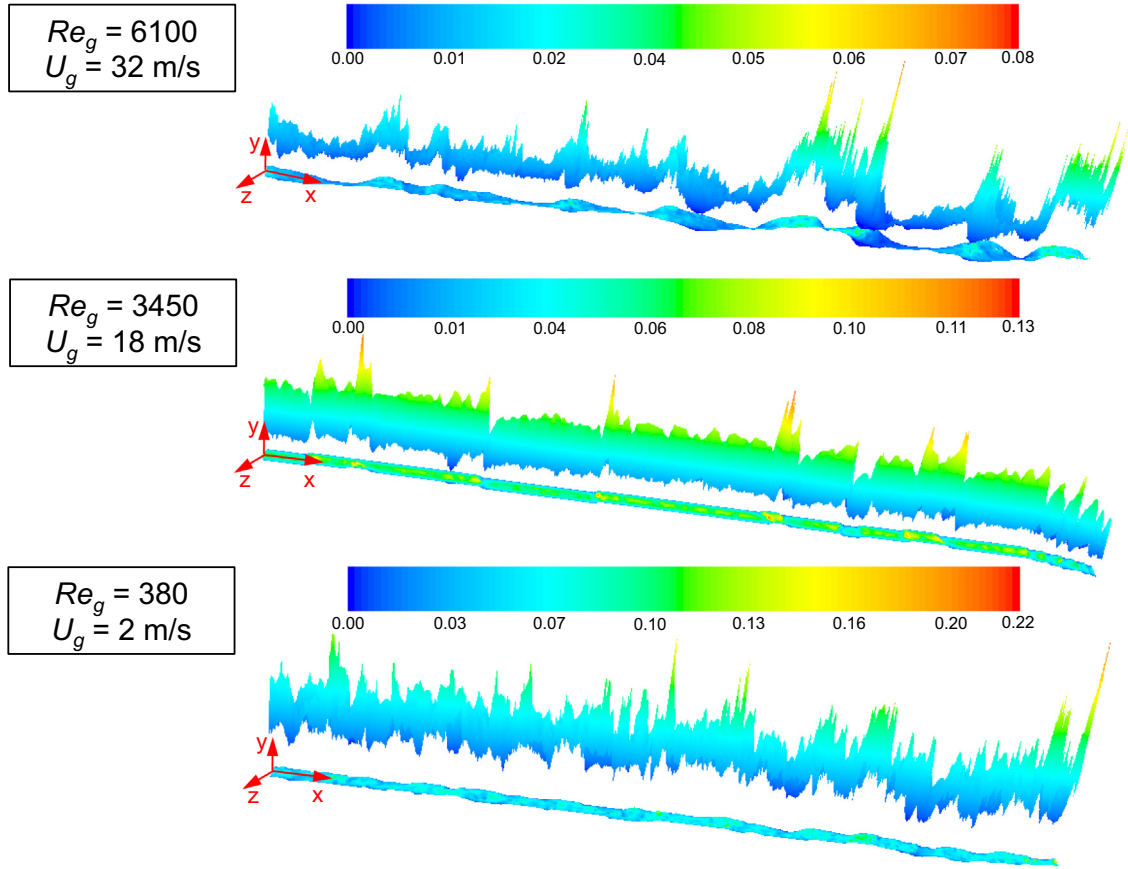 Re_g = 6100
U_g = 32 m/s
0.00 0.01 0.02 0.04 0.05 0.06 0.07 0.08
y
z x
Re_g = 3450
U_g = 18 m/s
0.00 0.01 0.04 0.06 0.08 0.10 0.11 0.13
y
z x
Re_g = 380
U_g = 2 m/s
0.00 0.03 0.07 0.10 0.13 0.16 0.20 0.22
y
z x